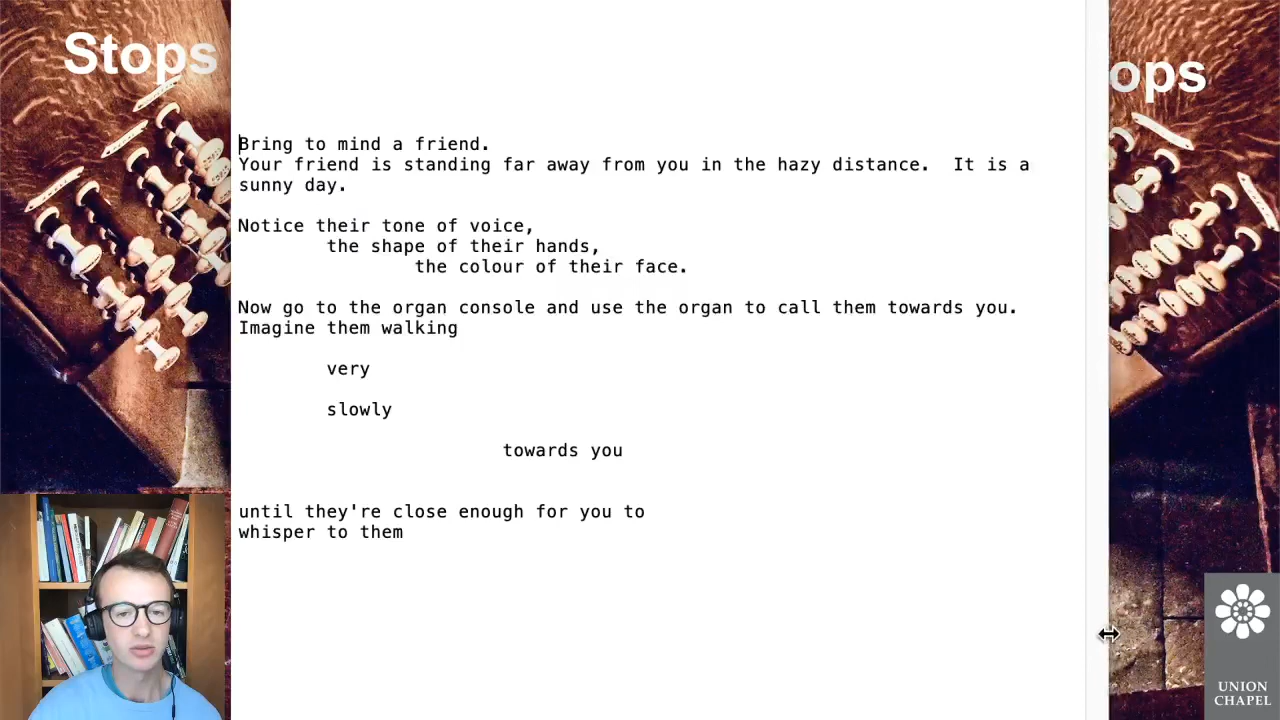 Stops
ops
Bring to mind a friend.
Your friend is standing far away from you in the hazy distance.  It is a
sunny day.
Notice their tone of voice,
the shape of their hands,
the colour of their face.
Now go to the organ console and use the organ to call them towards you.
Imagine them walking
very
slowly
towards you
until they're close enough for you to
whisper to them
UNION
CHAPEL